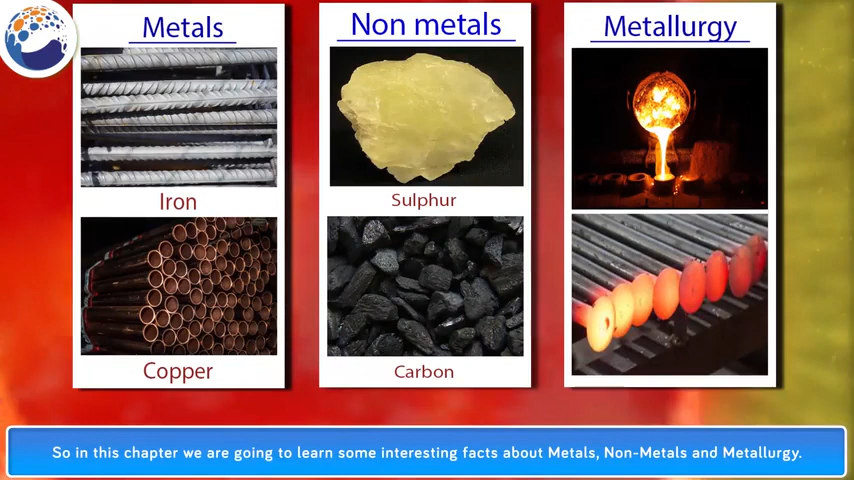 Metals
Iron
Copper
Non metals
Sulphur
Carbon
Metallurgy
So in this chapter we are going to learn some interesting facts about Metals, Non-Metals and Metallurgy.